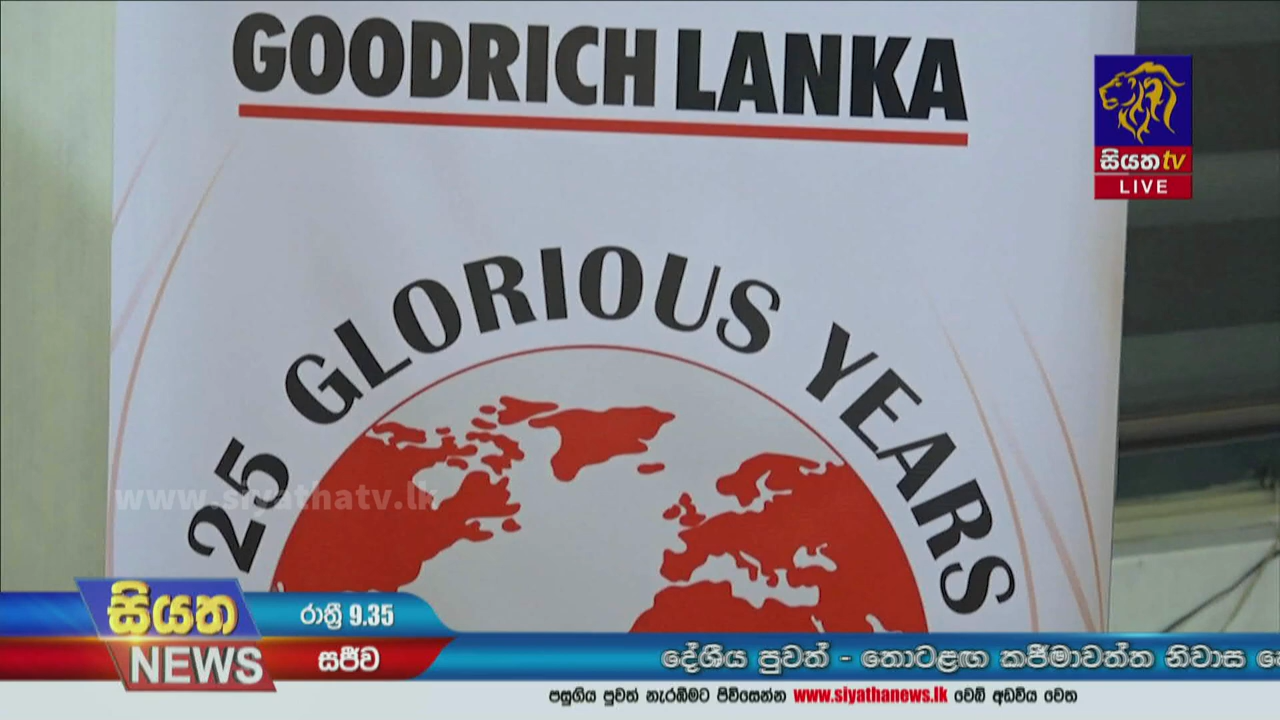 GOODRICH LANKA
සියත tv
LIVE
25 GLORIOUS YEARS
www.siyathatv.lk
සියත
NEWS
රාත්‍රී 9.35
සජීව
දේශීය පුවත් - තොටළඟ කජීමාවත්ත නිවාස
පසුගිය පුවත් නැරඹීමට පිවිසෙන්න www.siyathanews.lk වෙබ් අඩවිය වෙත